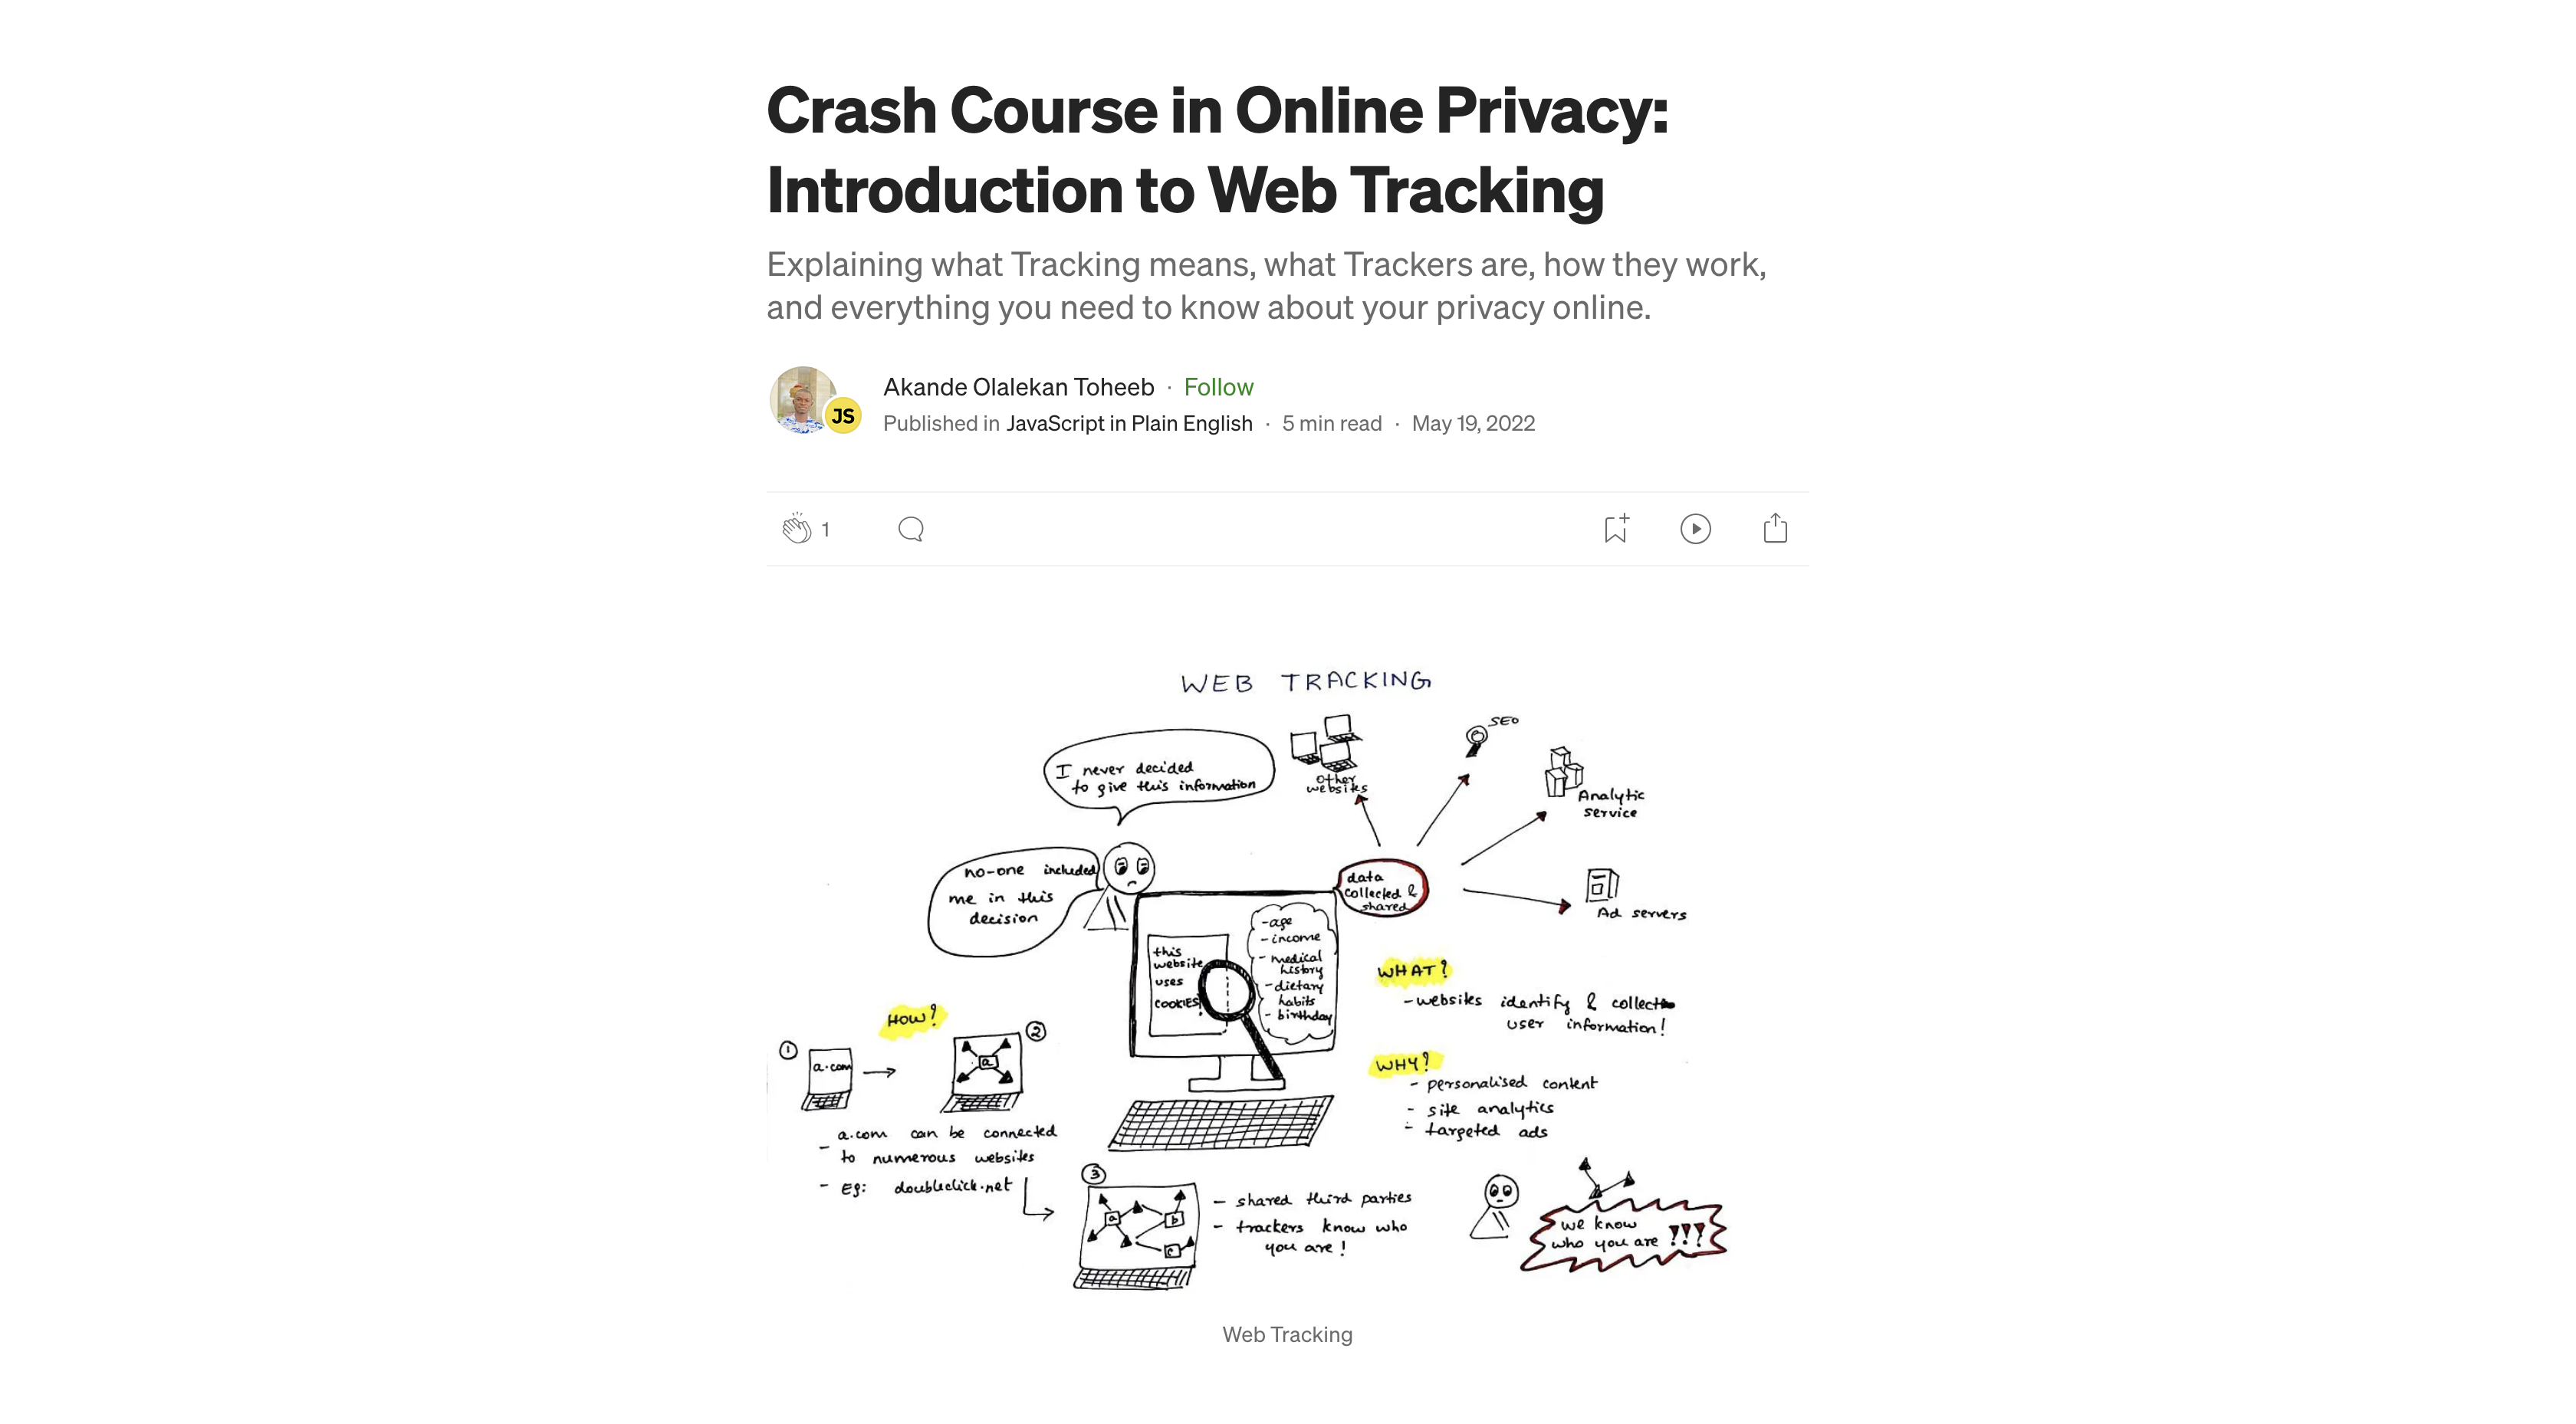 Crash Course in Online Privacy:
Introduction to Web Tracking
Explaining what Tracking means, what Trackers are, how they work,
and everything you need to know about your privacy online.
Akande Olalekan Toheeb · Follow
JS
Published in JavaScript in Plain English · 5 min read · May 19, 2022
1
WEB TRACKING
I never decided
to give this information
no-one included
me in this
decision
other
websites
SEO
Analytic
service
Ad servers
data
collected &
shared
this
website
uses
COOKIES!
-age
-income
- medical
history
-dietary
habits
- birthday
WHAT?
-websites identify & collect
user information!
WHY?
- personalised content
- site analytics
- targeted ads
HOW?
1
a.com
2
a
- a.com can be connected
to numerous websites
- Eg: doubleclick.net
3
a
b
c
- shared third parties
- trackers know who
you are!
we know
who you are !!!
Web Tracking